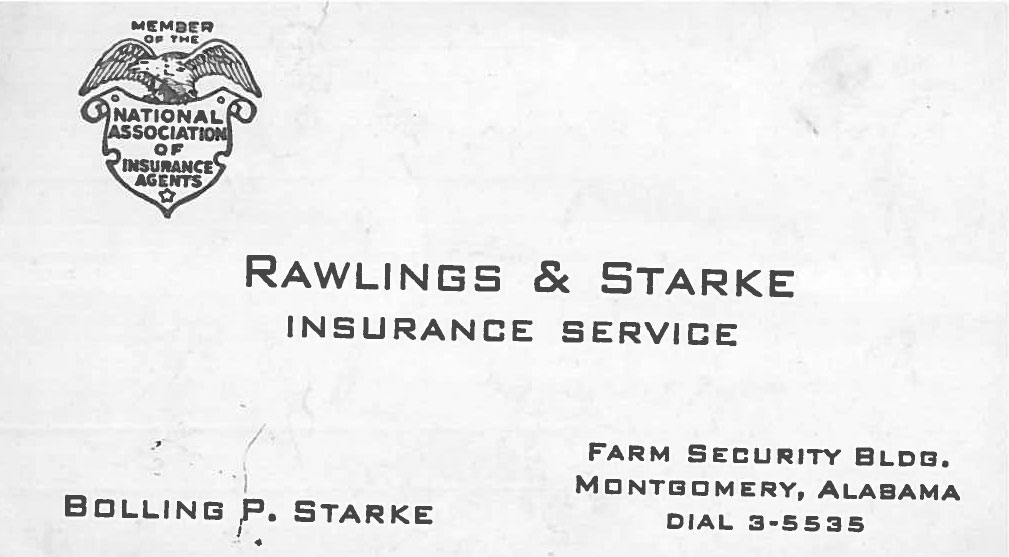 MEMBER
OF THE
NATIONAL
ASSOCIATION
OF
INSURANCE
AGENTS
RAWLINGS & STARKE
INSURANCE SERVICE
BOLLING P. STARKE
FARM SECURITY BLDG.
MONTGOMERY, ALABAMA
DIAL 3-5535